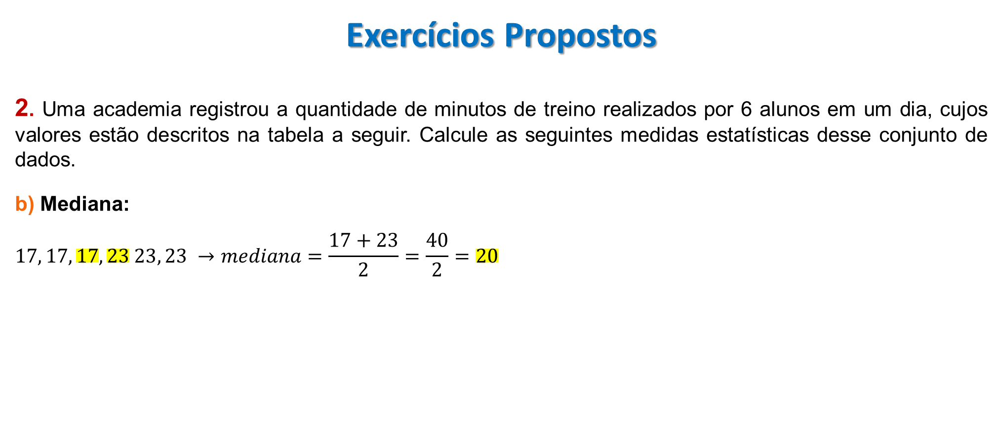 Exercícios Propostos
2. Uma academia registrou a quantidade de minutos de treino realizados por 6 alunos em um dia, cujos
valores estão descritos na tabela a seguir. Calcule as seguintes medidas estatísticas desse conjunto de
dados.
b) Mediana:
17, 17, 17, 23 23, 23 → mediana = \frac{17 + 23}{2} = \frac{40}{2} = 20